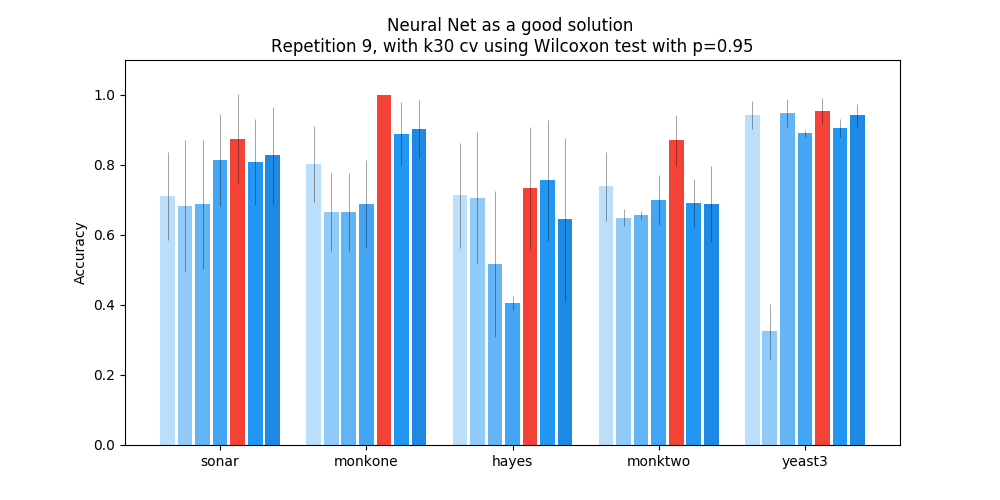 Neural Net as a good solution
Repetition 9, with k30 cv using Wilcoxon test with p=0.95
Accuracy
1.0
0.8
0.6
0.4
0.2
0.0
sonar
monkone
hayes
monktwo
yeast3